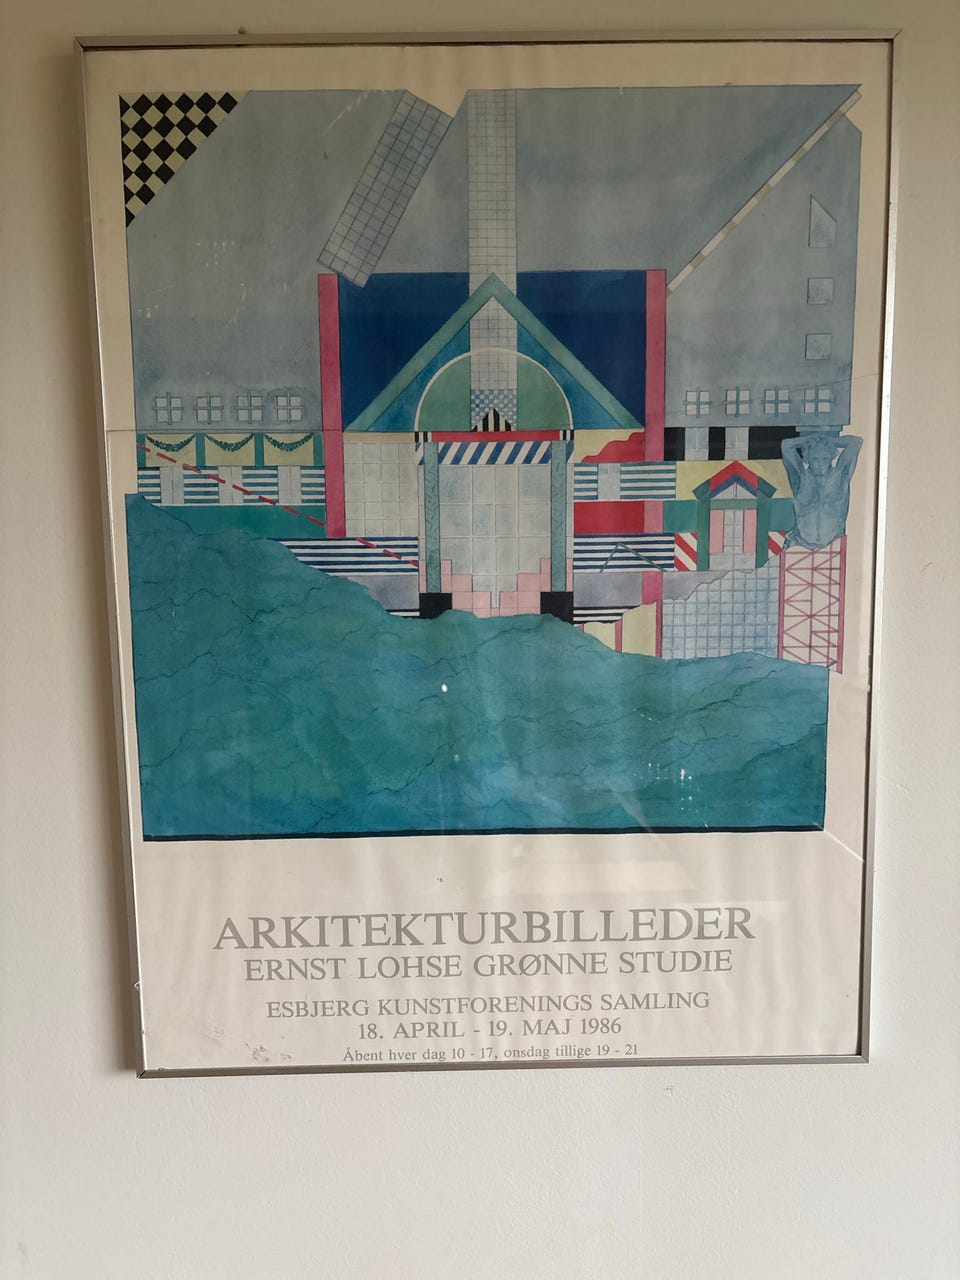 ARKITEKTURBILLEDER
ERNST LOHSE GRØNNE STUDIE
ESBJERG KUNSTFORENINGS SAMLING
18. APRIL - 19. MAJ 1986
Åbent hver dag 10 - 17, onsdag tillige 19 - 21